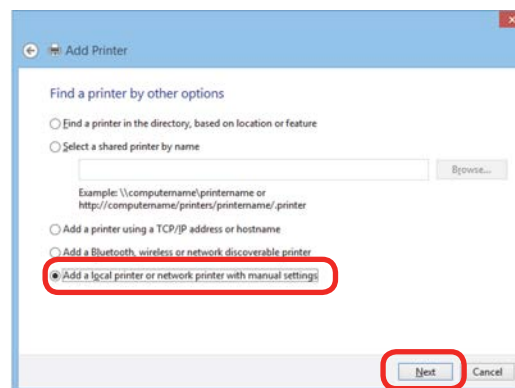 Add Printer
Find a printer by other options
Find a printer in the directory, based on location or feature
Select a shared printer by name
Browse...
Example: \\computername\printername or
http://computername/printers/printername/.printer
Add a printer using a TCP/IP address or hostname
Add a Bluetooth, wireless or network discoverable printer
Add a local printer or network printer with manual settings
Next
Cancel